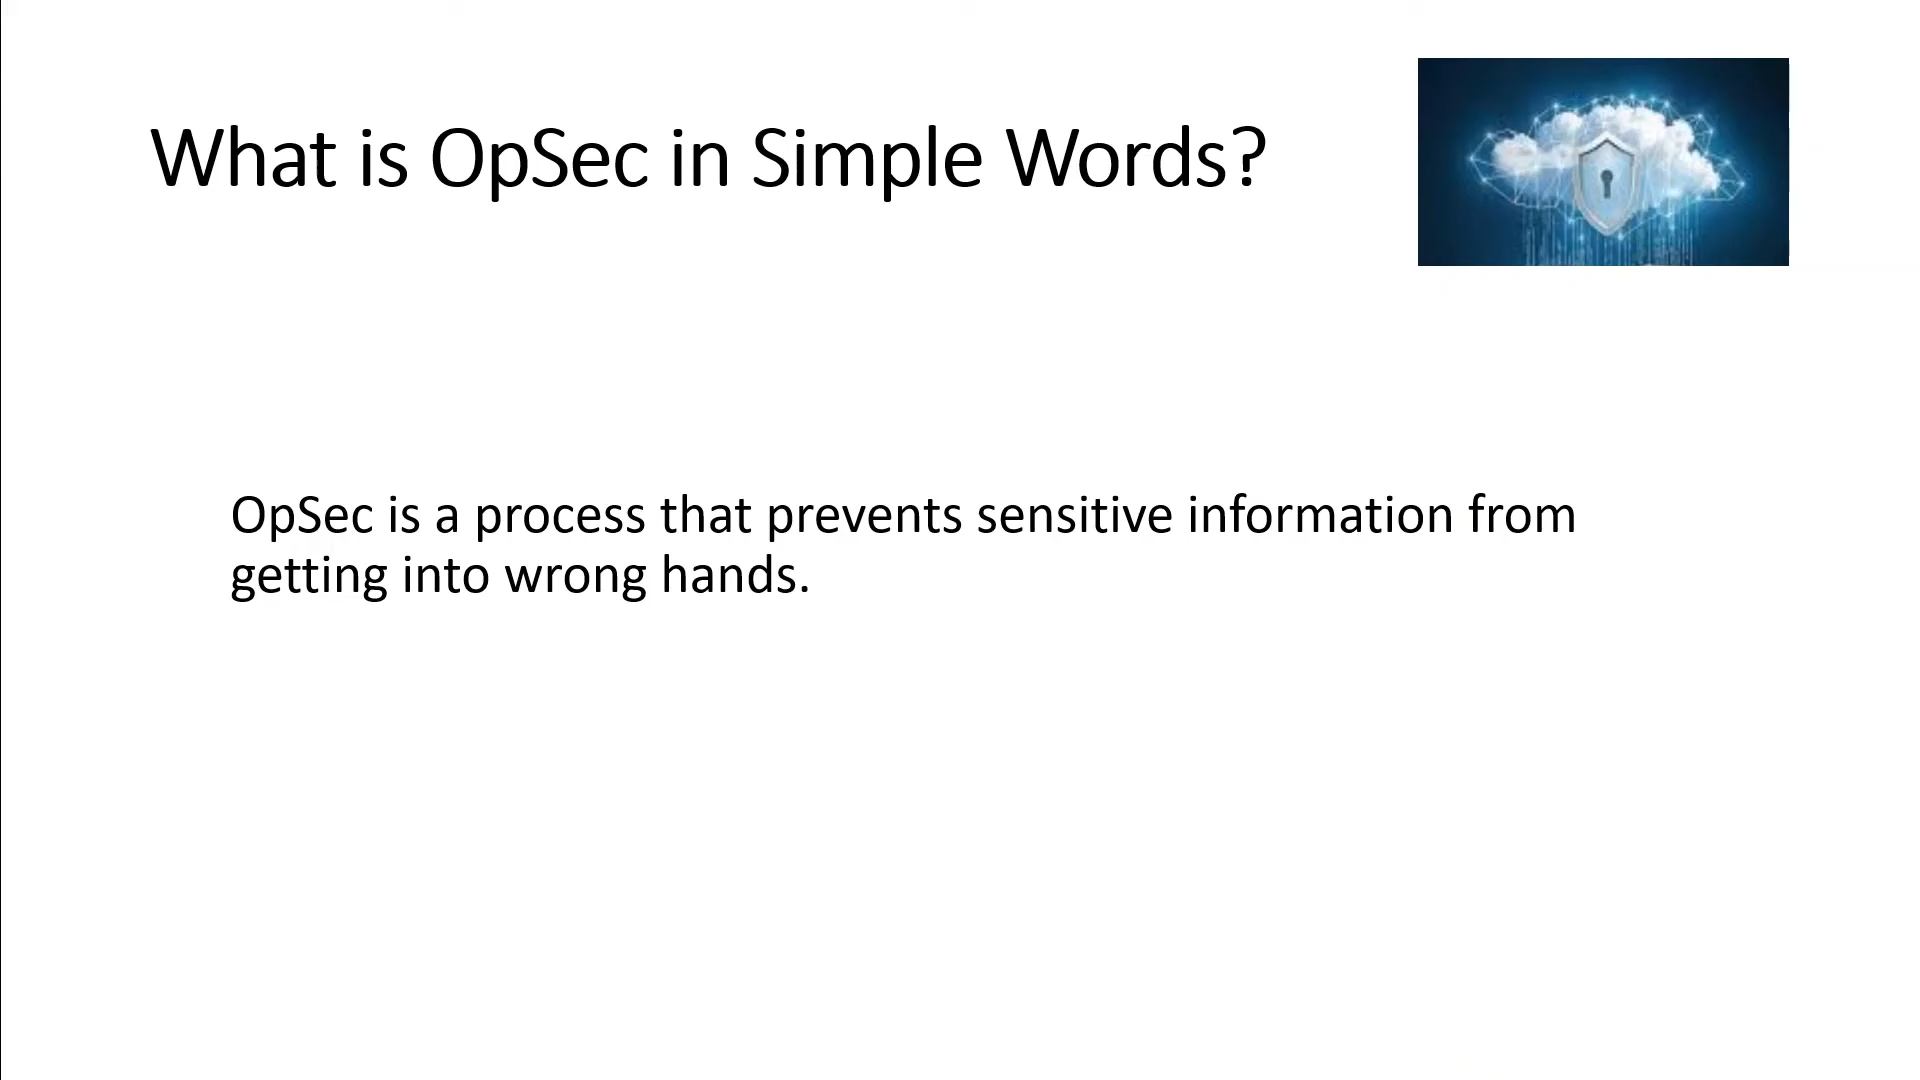 What is OpSec in Simple Words?
OpSec is a process that prevents sensitive information from
getting into wrong hands.